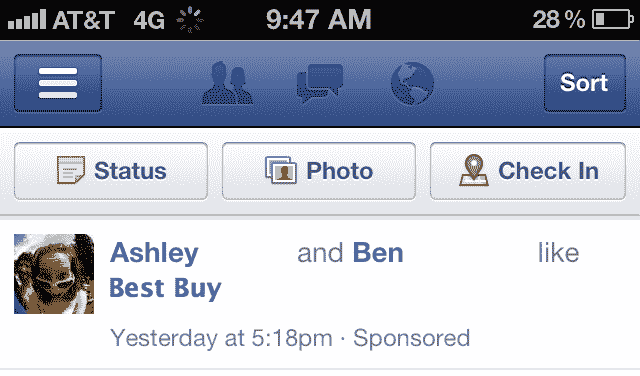 AT&T 4G 9:47 AM 28 %
Sort
Status Photo Check In
Ashley and Ben like
Best Buy
Yesterday at 5:18pm · Sponsored